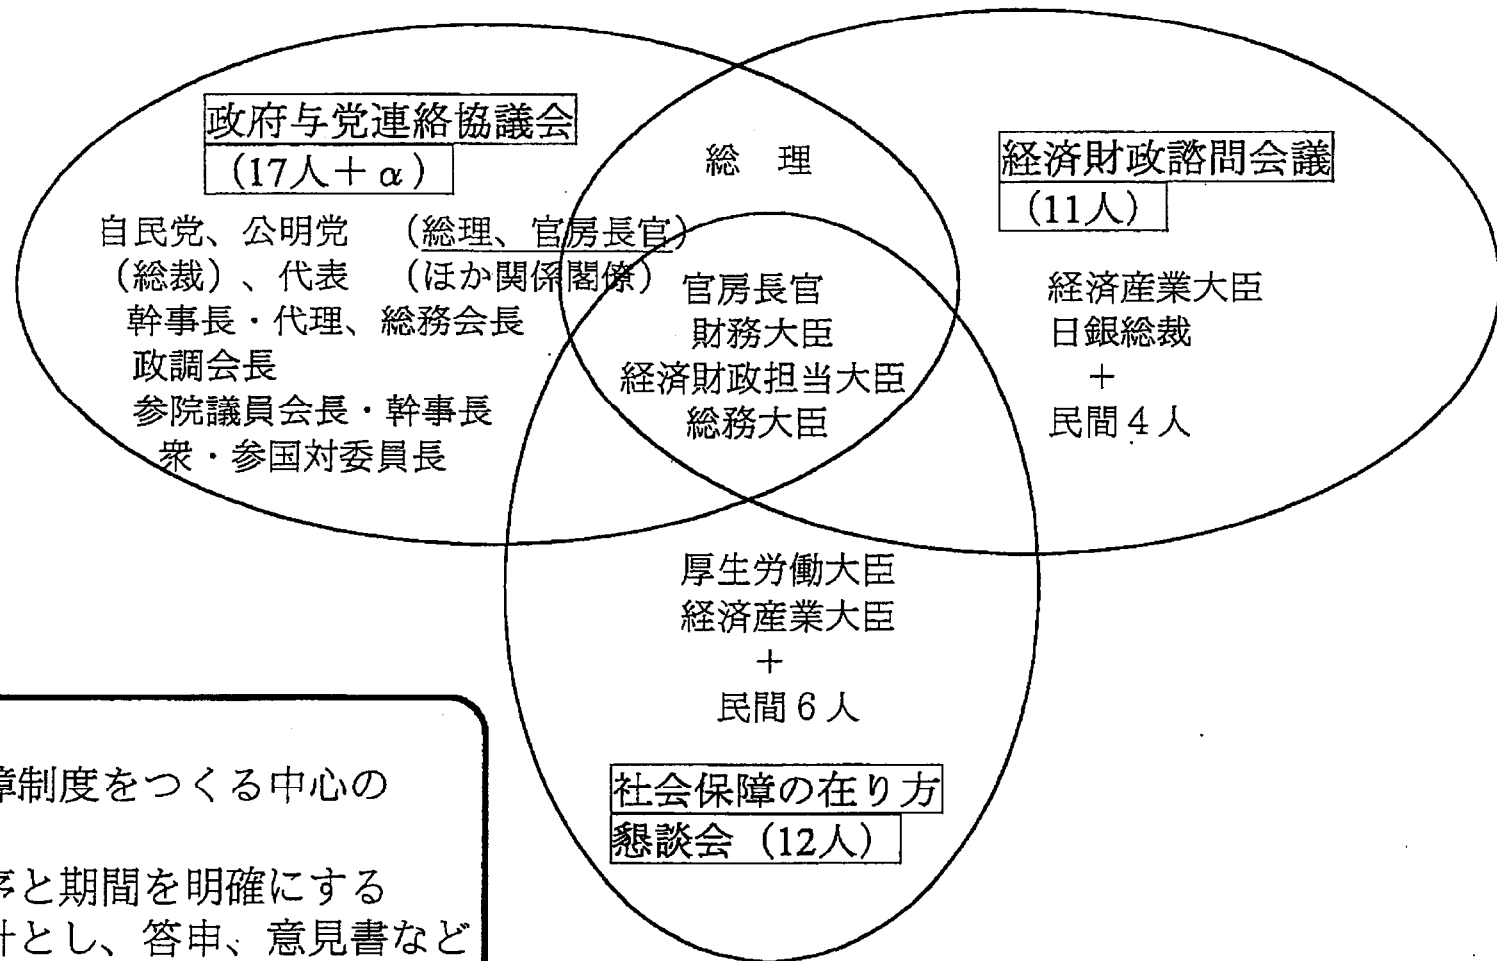 政府与党連絡協議会
（17人＋α）
自民党、公明党　（総理、官房長官）
（総裁）、代表　（ほか関係閣僚）
幹事長・代理、総務会長
政調会長
参院議員会長・幹事長
衆・参国対委員長
総　理
官房長官
財務大臣
経済財政担当大臣
総務大臣
経済財政諮問会議
（11人）
経済産業大臣
日銀総裁
＋
民間４人
厚生労働大臣
経済産業大臣
＋
民間６人
社会保障の在り方
懇談会（12人）
障制度をつくる中心の
序と期間を明確にする
計とし、答申、意見書など